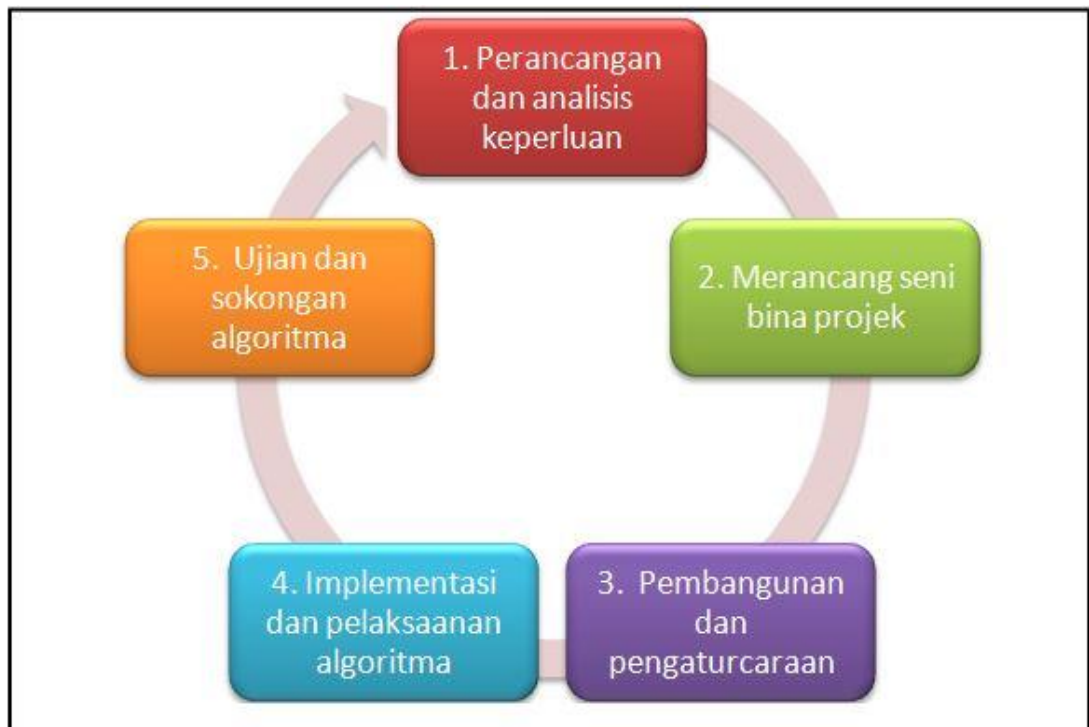 1. Perancangan
dan analisis
keperluan
2. Merancang seni
bina projek
3. Pembangunan
dan
pengaturcaraan
4. Implementasi
dan pelaksanaan
algoritma
5. Ujian dan
sokongan
algoritma